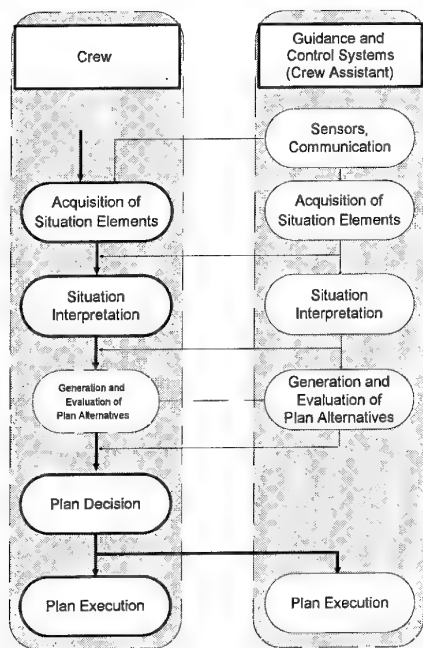 Crew
Guidance and
Control Systems
(Crew Assistant)
Sensors,
Communication
Acquisition of
Situation Elements
Acquisition of
Situation Elements
Situation
Interpretation
Situation
Interpretation
Generation and
Evaluation of
Plan Alternatives
Generation and
Evaluation of
Plan Alternatives
Plan Decision
Plan Execution
Plan Execution